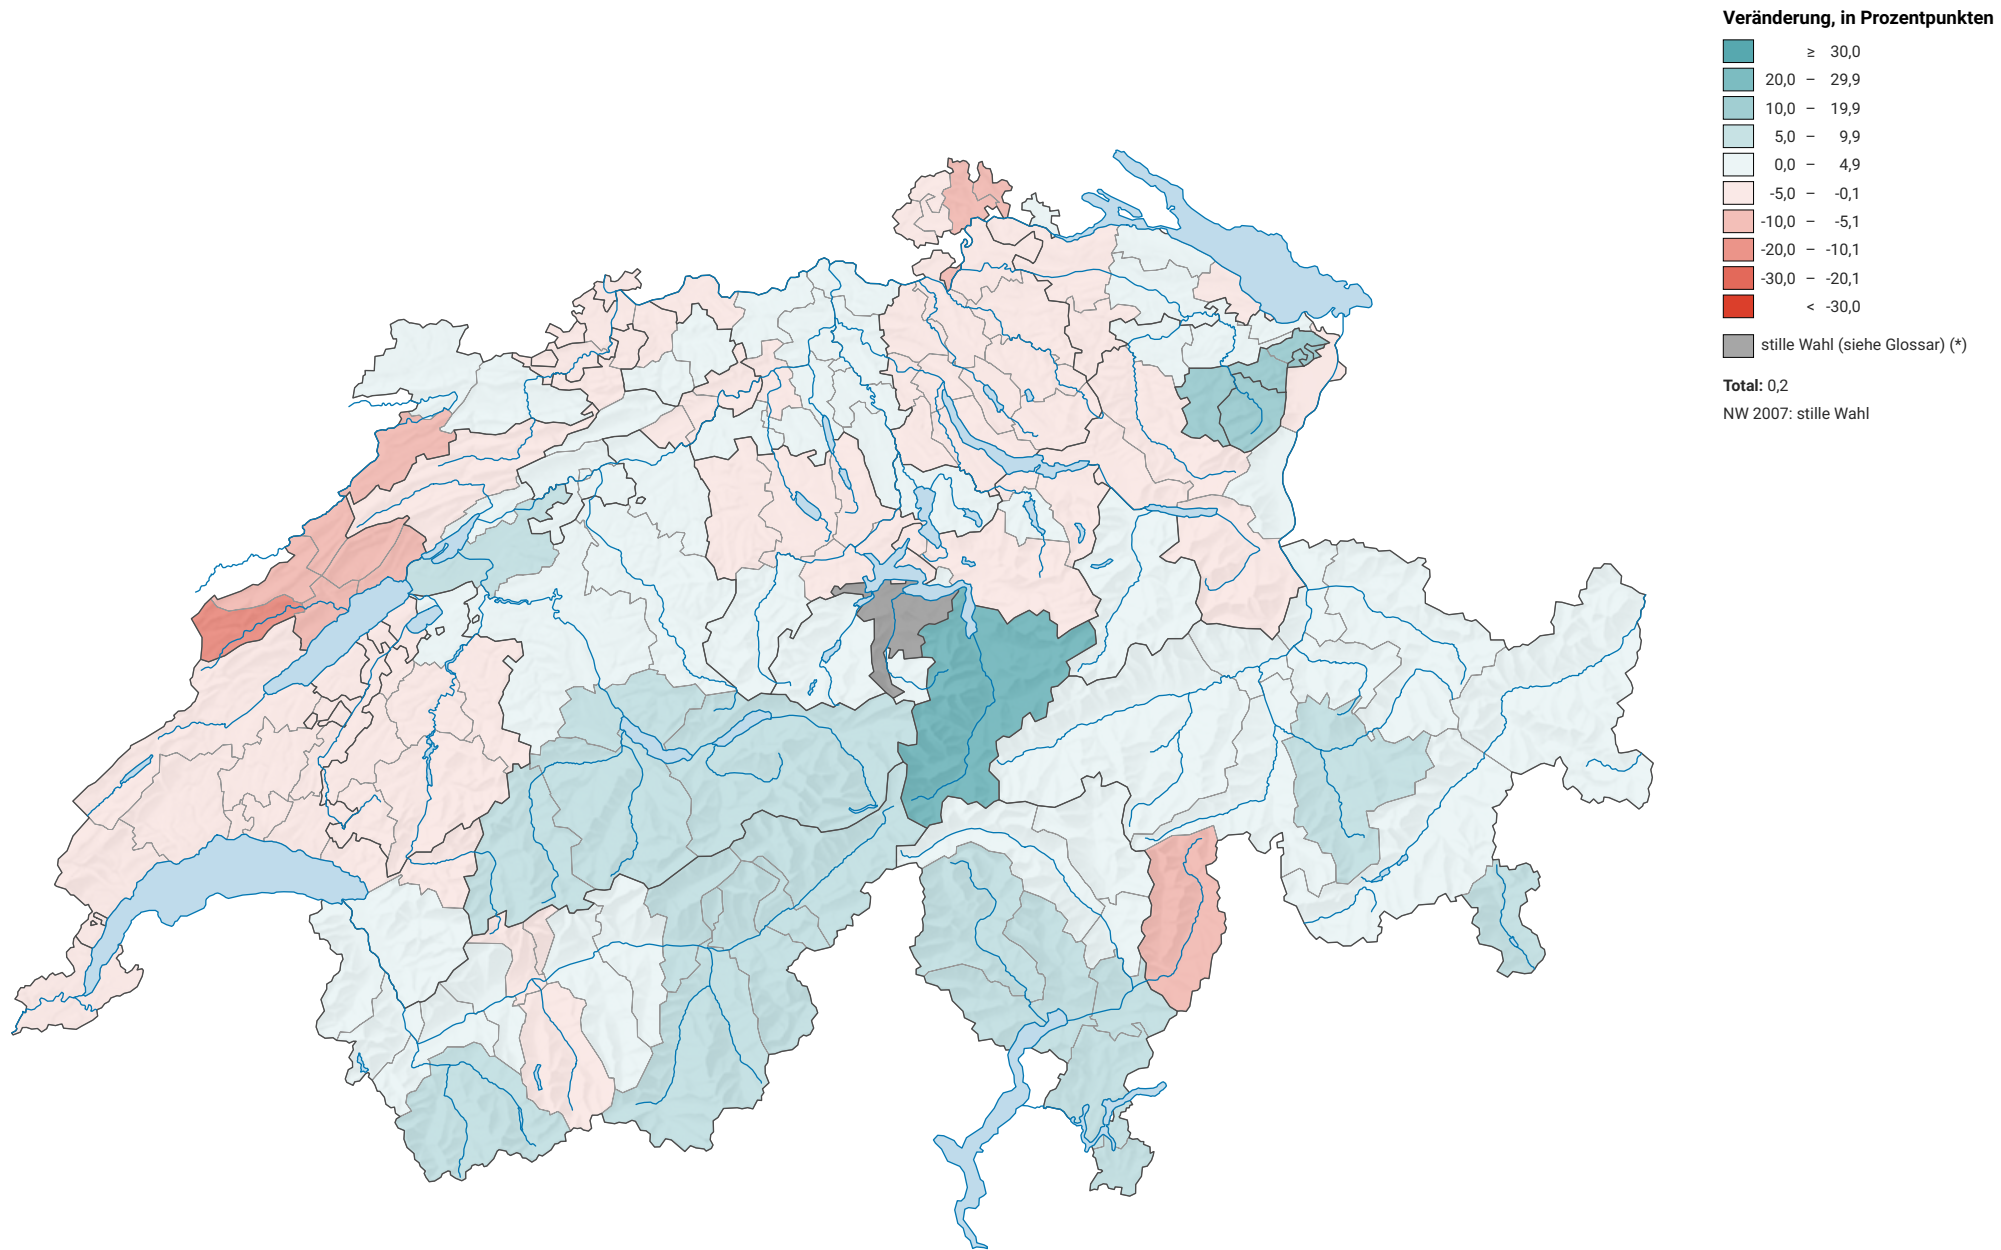 Veränderung, in Prozentpunkten
≥ 30,0
20,0 – 29,9
10,0 – 19,9
5,0 – 9,9
0,0 – 4,9
-5,0 – -0,1
-10,0 – -5,1
-20,0 – -10,1
-30,0 – -20,1
< -30,0
stille Wahl (siehe Glossar) (*)
Total: 0,2
NW 2007: stille Wahl